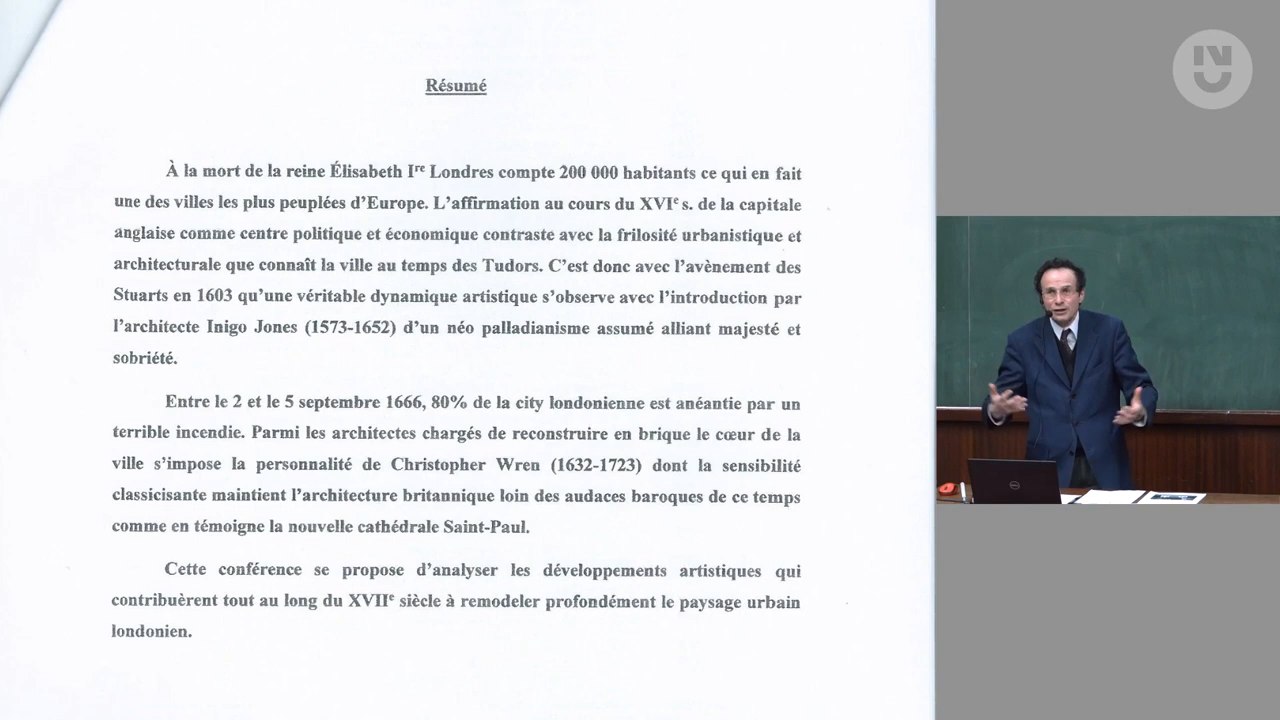 Résumé
À la mort de la reine Élisabeth Iʳᵉ Londres compte 200 000 habitants ce qui en fait
une des villes les plus peuplées d’Europe. L’affirmation au cours du XVIᵉ s. de la capitale
anglaise comme centre politique et économique contraste avec la frilosité urbanistique et
architecturale que connaît la ville au temps des Tudors. C’est donc avec l’avènement des
Stuarts en 1603 qu’une véritable dynamique artistique s’observe avec l’introduction par
l’architecte Inigo Jones (1573-1652) d’un néo palladianisme assumé alliant majesté et
sobriété.
Entre le 2 et le 5 septembre 1666, 80% de la city londonienne est anéantie par un
terrible incendie. Parmi les architectes chargés de reconstruire en brique le cœur de la
ville s’impose la personnalité de Christopher Wren (1632-1723) dont la sensibilité
classicisante maintient l’architecture britannique loin des audaces baroques de ce temps
comme en témoigne la nouvelle cathédrale Saint-Paul.
Cette conférence se propose d’analyser les développements artistiques qui
contribuèrent tout au long du XVIIᵉ siècle à remodeler profondément le paysage urbain
londonien.
INU
DELL